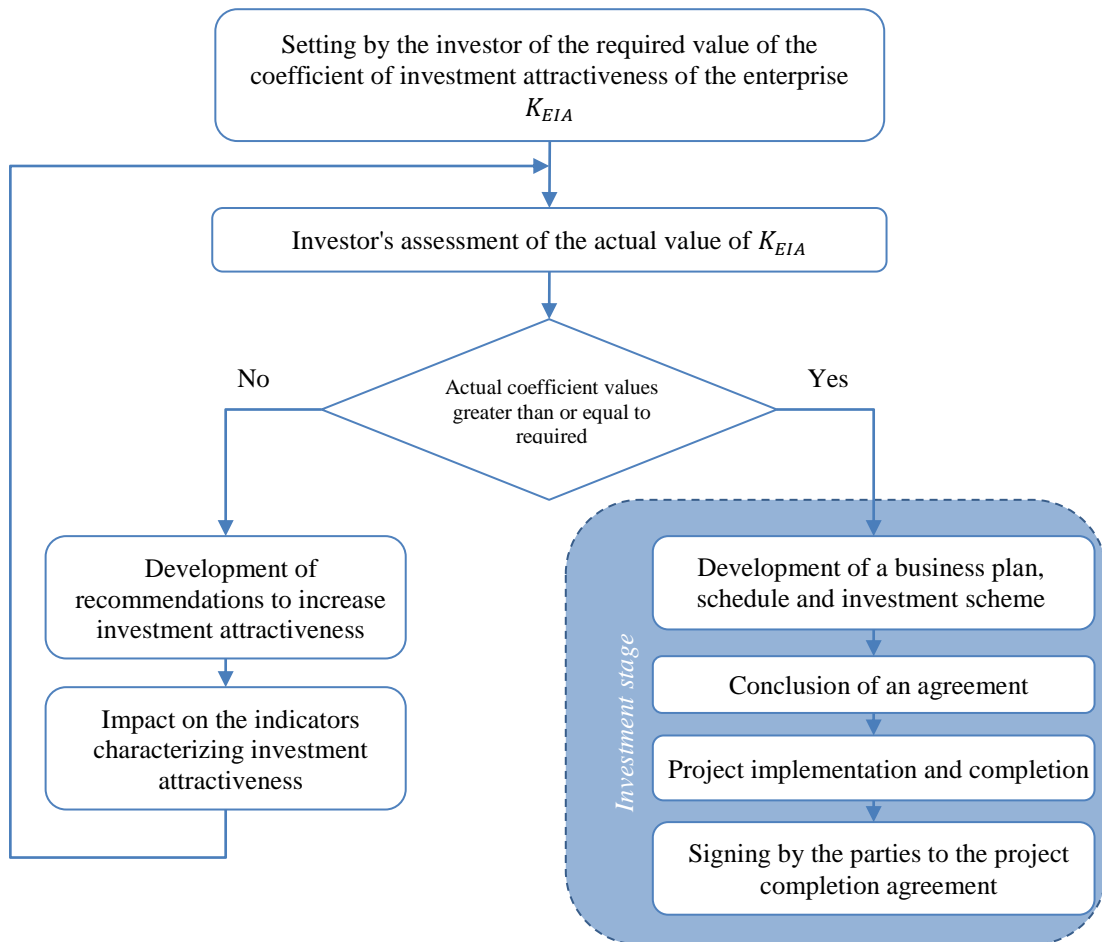 Setting by the investor of the required value of the
coefficient of investment attractiveness of the enterprise
K_EIA
Investor's assessment of the actual value of K_EIA
No
Yes
Actual coefficient values
greater than or equal to
required
Development of
recommendations to increase
investment attractiveness
Impact on the indicators
characterizing investment
attractiveness
Investment stage
Development of a business plan,
schedule and investment scheme
Conclusion of an agreement
Project implementation and completion
Signing by the parties to the project
completion agreement